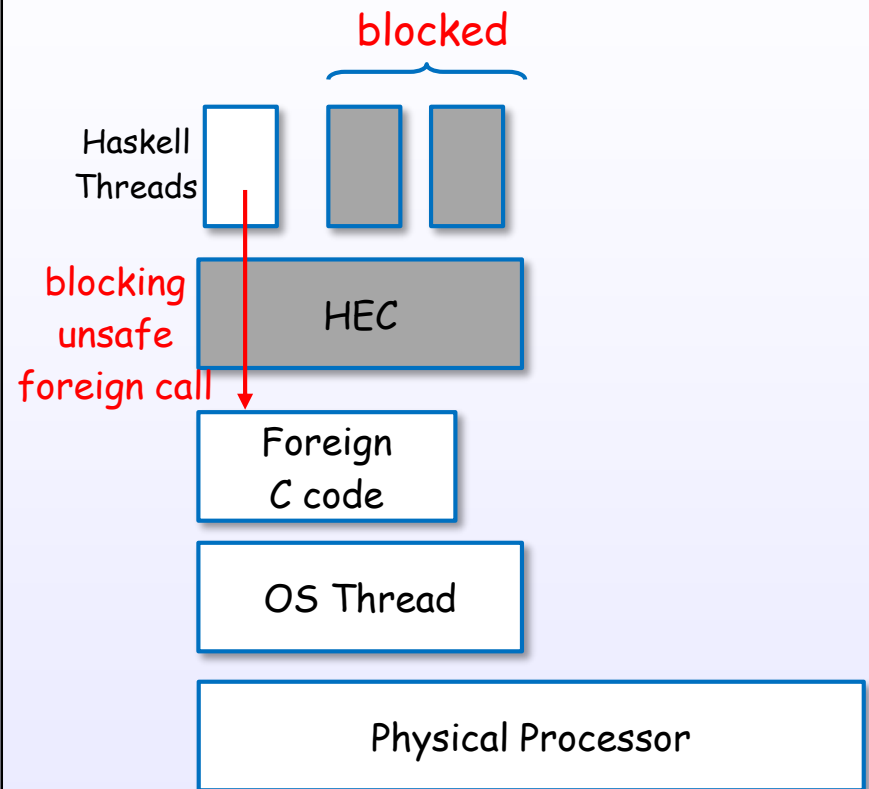 blocked
Haskell
Threads
blocking
unsafe
foreign call
HEC
Foreign
C code
OS Thread
Physical Processor